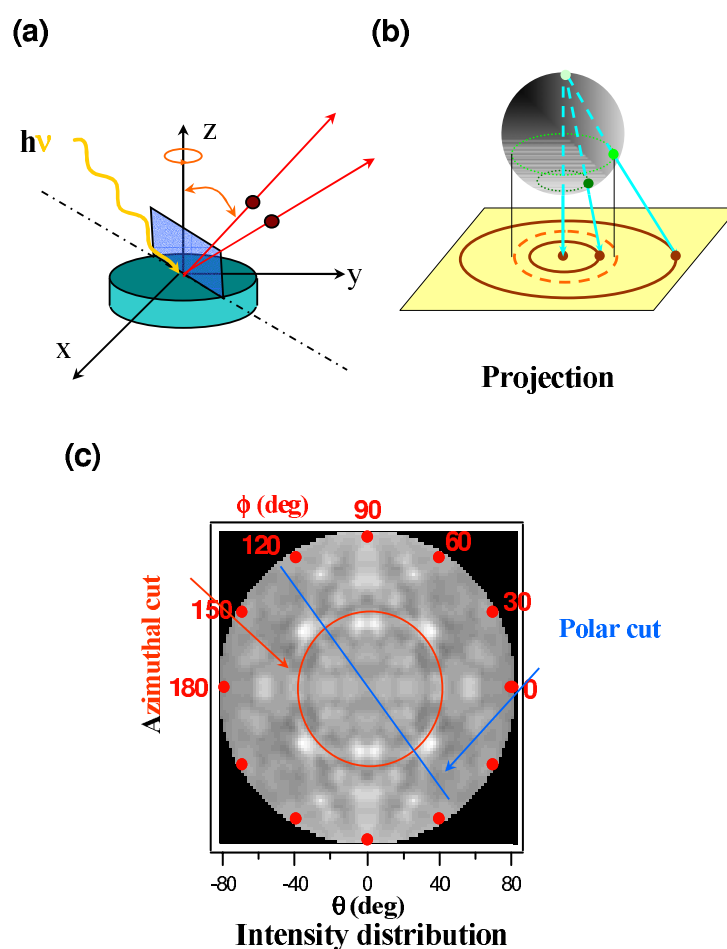 (a)
(b)
hν
z
y
x
Projection
(c)
ϕ (deg)
90
120
60
150
30
Azimuthal cut
Polar cut
180
0
-80 -40 0 40 80
θ (deg)
Intensity distribution